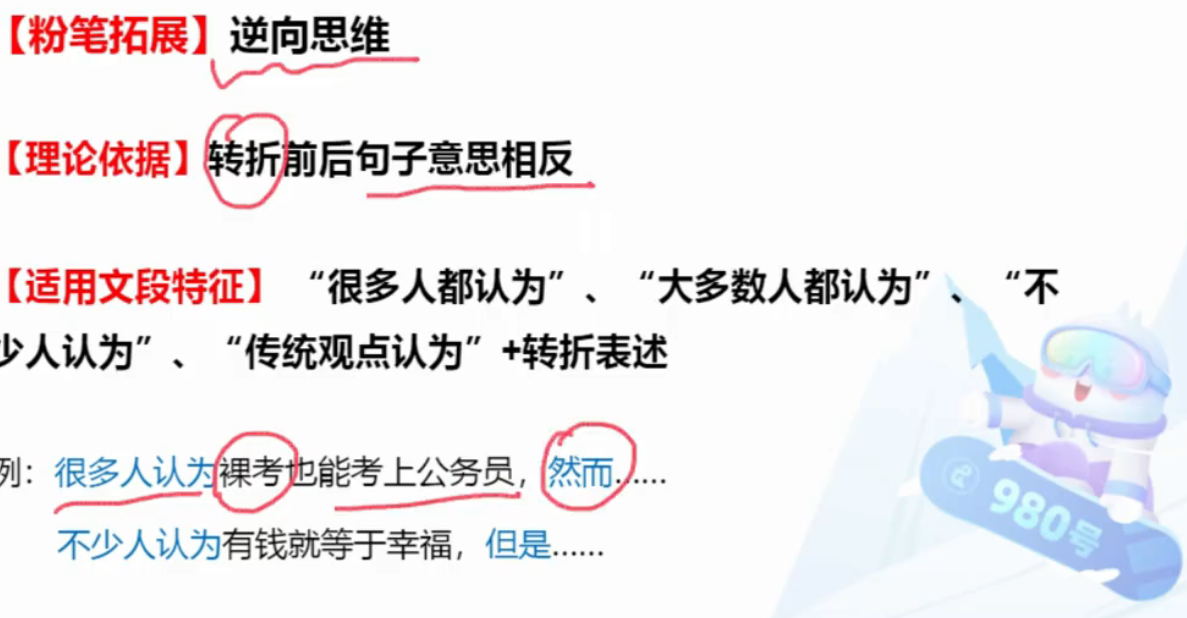 【粉笔拓展】逆向思维
【理论依据】转折前后句子意思相反
【适用文段特征】“很多人都认为”、“大多数人都认为”、“不
少人认为”、“传统观点认为”+转折表述
例：很多人认为裸考也能考上公务员，然而……
不少人认为有钱就等于幸福，但是……
980号